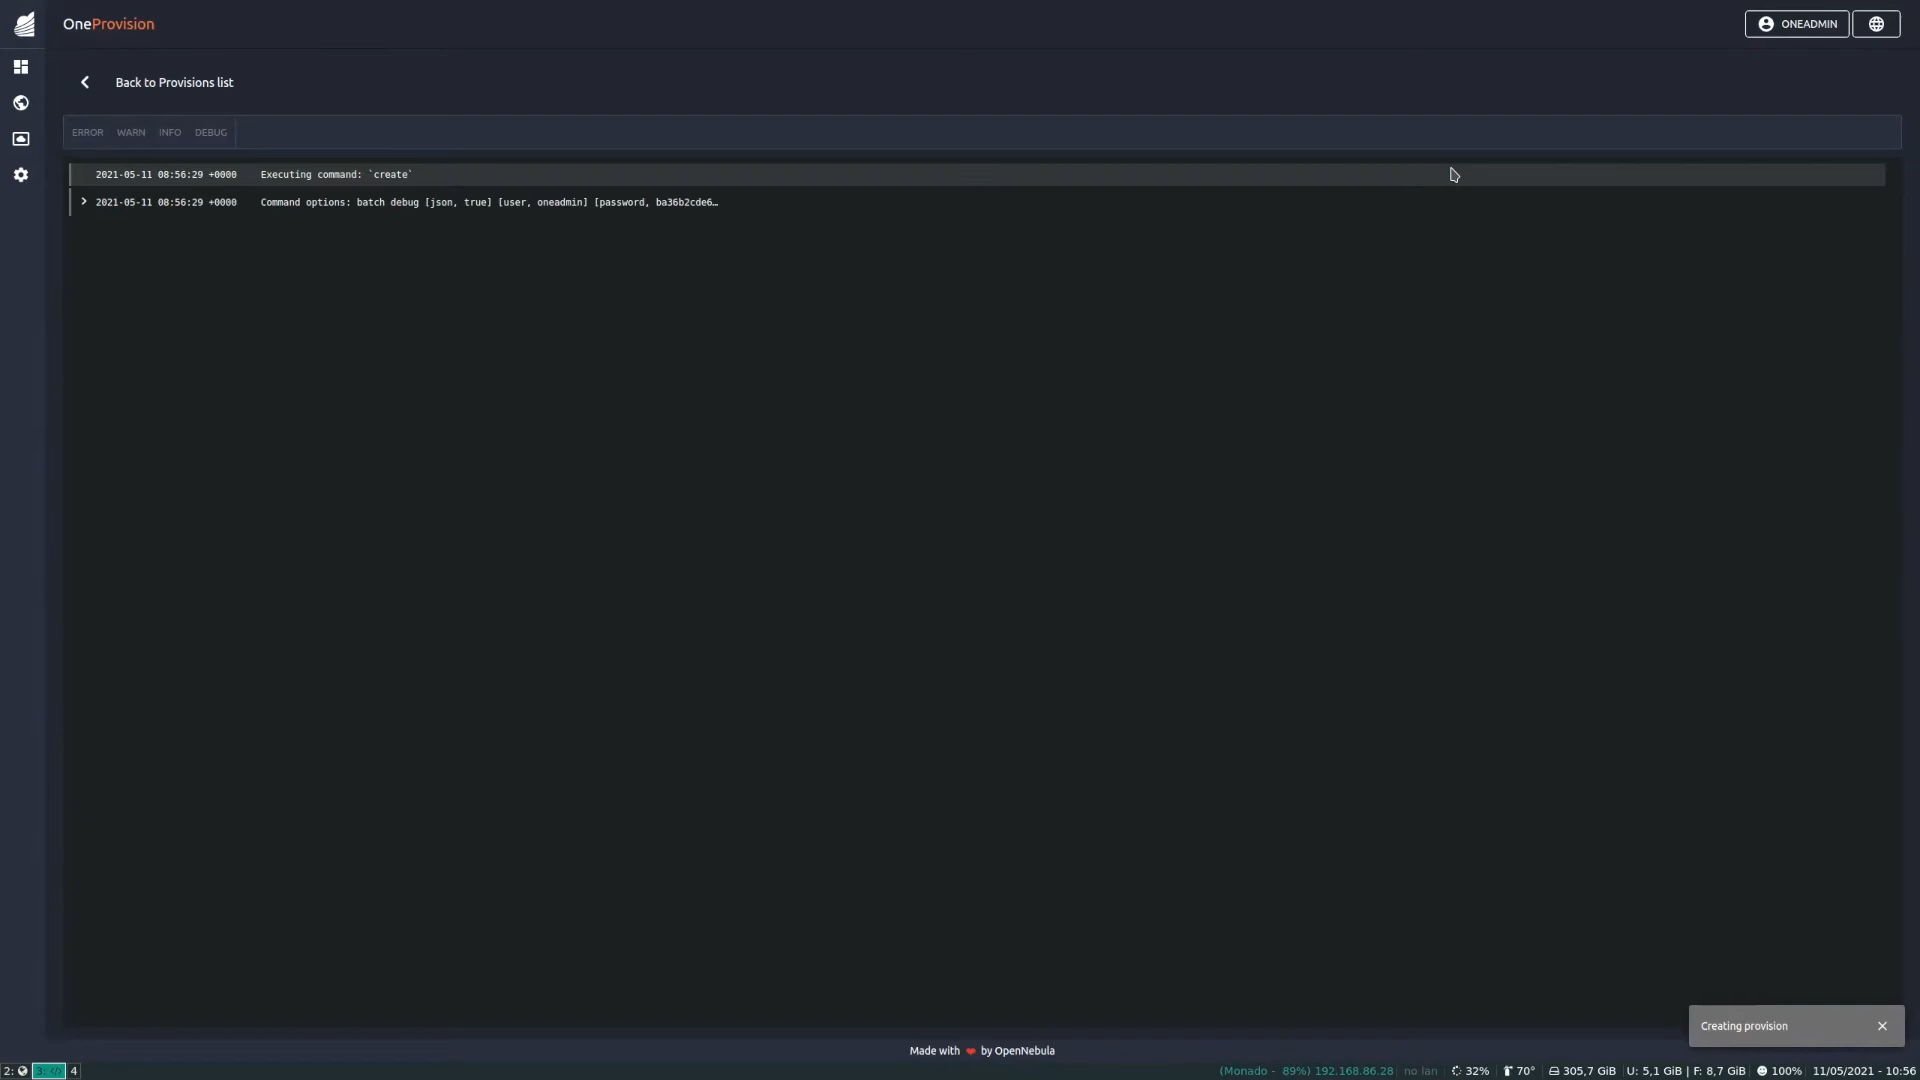 OneProvision
ONEADMIN
Back to Provisions list
ERROR WARN INFO DEBUG
2021-05-11 08:56:29 +0000 Executing command: `create`
2021-05-11 08:56:29 +0000 Command options: batch debug [json, true] [user, oneadmin] [password, ba36b2cde6…
Creating provision
Made with ❤ by OpenNebula
2: 3: </> 4 (Monado - 89%) 192.168.86.28 no lan 32% 70° 305,7 GiB U: 5,1 GiB | F: 8,7 GiB 100% 11/05/2021 - 10:56